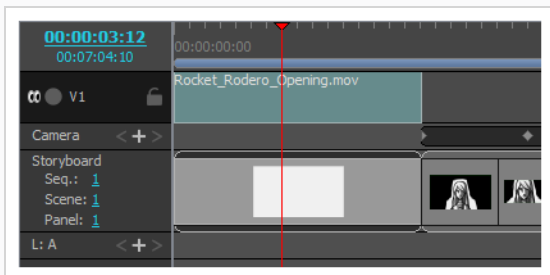 00:00:03:12
00:07:04:10
00:00:00:00
V1
Rocket_Rodero_Opening.mov
Camera
Storyboard
Seq.: 1
Scene: 1
Panel: 1
L: A